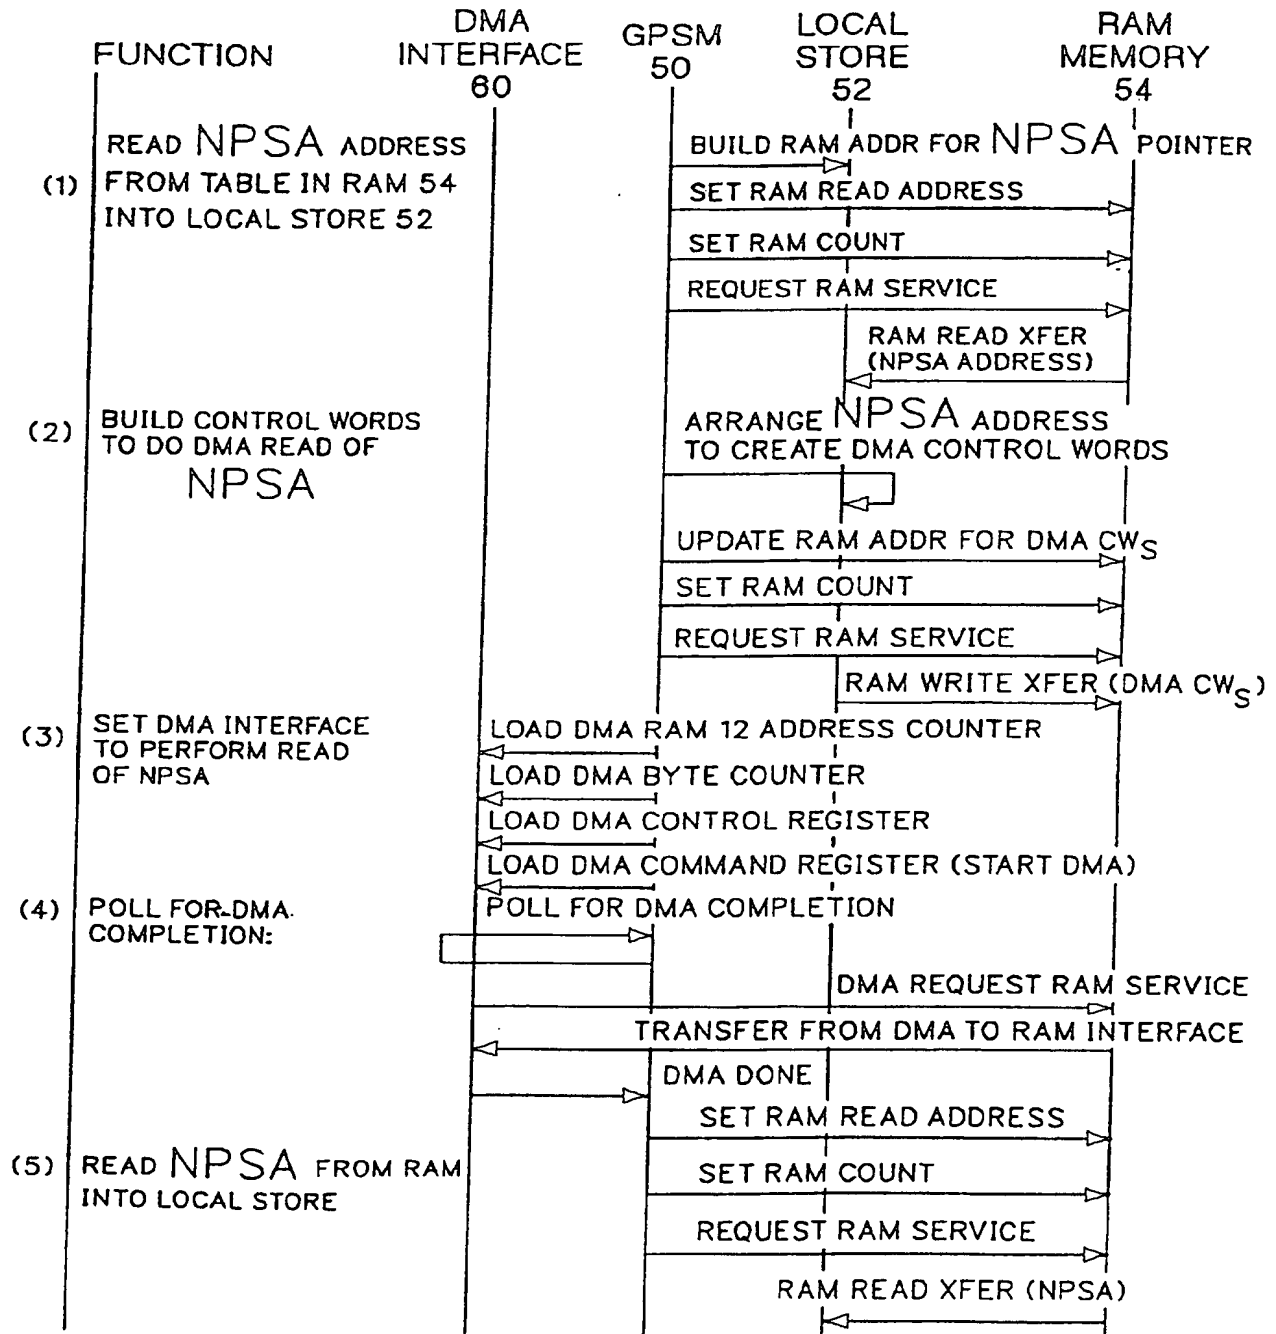 FUNCTION
DMA
INTERFACE
60
GPSM
50
LOCAL
STORE
52
RAM
MEMORY
54
(1)
READ NPSA ADDRESS
FROM TABLE IN RAM 54
INTO LOCAL STORE 52
BUILD RAM ADDR FOR NPSA POINTER
SET RAM READ ADDRESS
SET RAM COUNT
REQUEST RAM SERVICE
RAM READ XFER
(NPSA ADDRESS)
(2)
BUILD CONTROL WORDS
TO DO DMA READ OF
NPSA
ARRANGE NPSA ADDRESS
TO CREATE DMA CONTROL WORDS
UPDATE RAM ADDR FOR DMA CWS
SET RAM COUNT
REQUEST RAM SERVICE
RAM WRITE XFER (DMA CWS)
(3)
SET DMA INTERFACE
TO PERFORM READ
OF NPSA
LOAD DMA RAM 12 ADDRESS COUNTER
LOAD DMA BYTE COUNTER
LOAD DMA CONTROL REGISTER
LOAD DMA COMMAND REGISTER (START DMA)
(4)
POLL FOR-DMA
COMPLETION:
POLL FOR DMA COMPLETION
DMA REQUEST RAM SERVICE
TRANSFER FROM DMA TO RAM INTERFACE
DMA DONE
SET RAM READ ADDRESS
(5)
READ NPSA FROM RAM
INTO LOCAL STORE
SET RAM COUNT
REQUEST RAM SERVICE
RAM READ XFER (NPSA)